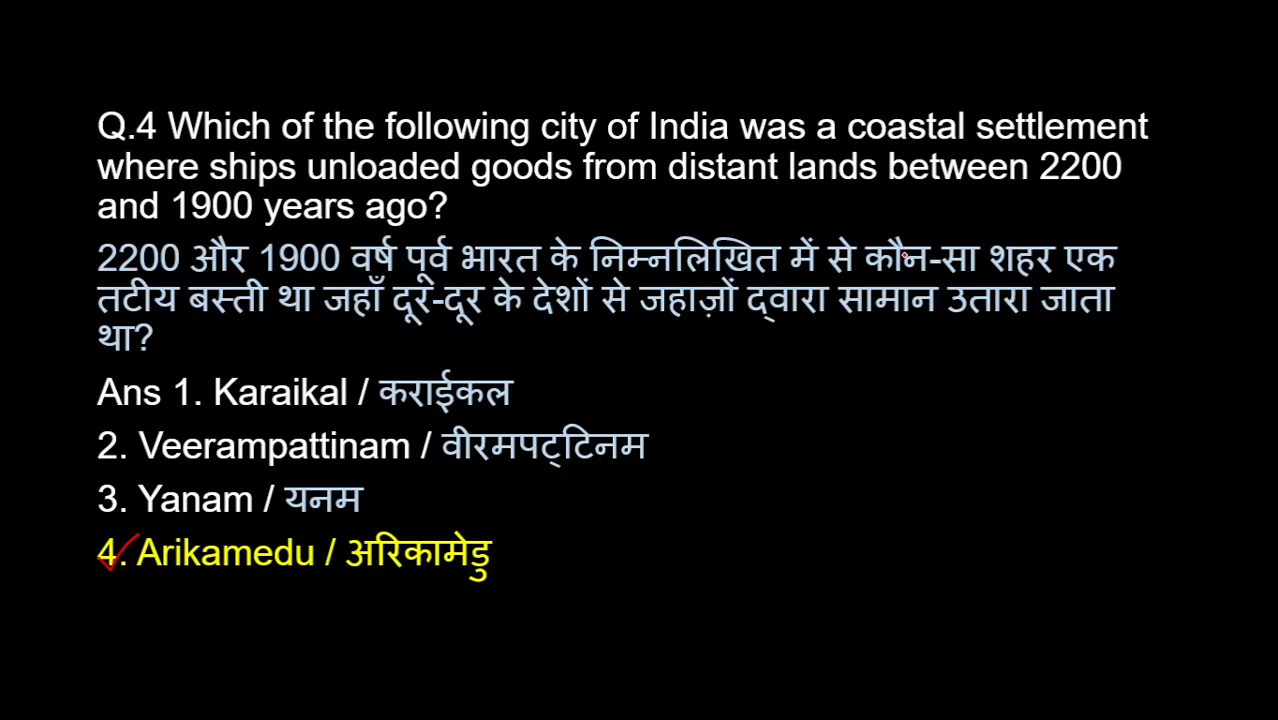 Q.4 Which of the following city of India was a coastal settlement
where ships unloaded goods from distant lands between 2200
and 1900 years ago?
2200 और 1900 वर्ष पूर्व भारत के निम्नलिखित में से कौन-सा शहर एक
तटीय बस्ती था जहाँ दूर-दूर के देशों से जहाज़ों द्वारा सामान उतारा जाता
था?
Ans 1. Karaikal / कराईकल
2. Veerampattinam / वीरमपट्टिनम
3. Yanam / यनम
4. Arikamedu / अरिकामेडु